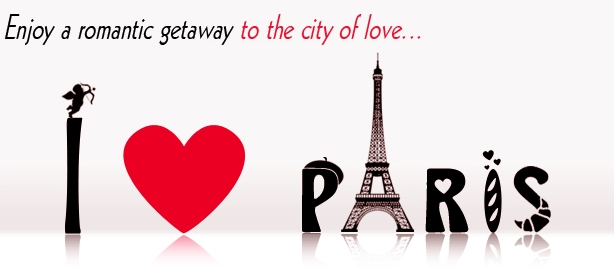 Enjoy a romantic getaway to the city of love...
I ❤ PARIS